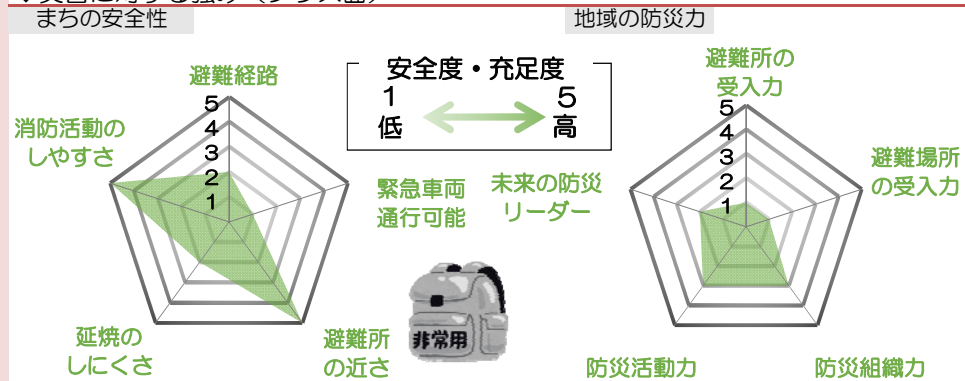 まちの安全性
地域の防災力
安全度・充足度
1
5
低
高
避難経路
5
4
3
2
1
消防活動の
しやすさ
緊急車両
通行可能
延焼の
しにくさ
避難所
の近さ
非常用
避難所の
受入力
5
4
3
2
1
避難場所
の受入力
未来の防災
リーダー
防災活動力
防災組織力